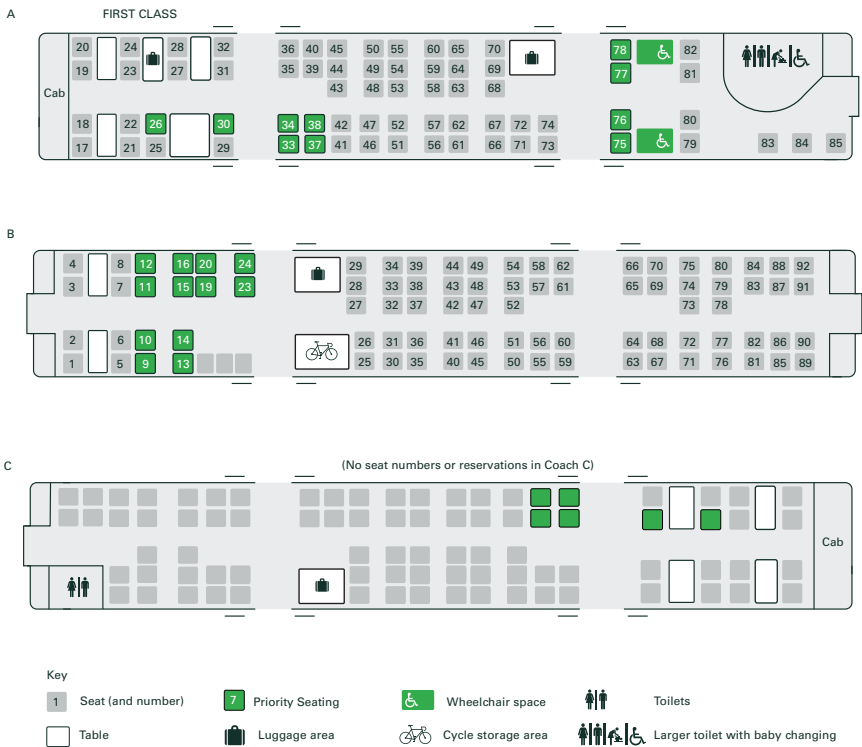 A FIRST CLASS
20 24 28 32 36 40 45 50 55 60 65 70 78 82
19 23 27 31 35 39 44 49 54 59 64 69 77 81
43 48 53 58 63 68
Cab
18 22 26 30 34 38 42 47 52 57 62 67 72 74 76 80
17 21 25 29 33 37 41 46 51 56 61 66 71 73 75 79 83 84 85
B
4 8 12 16 20 24 29 34 39 44 49 54 58 62 66 70 75 80 84 88 92
3 7 11 15 19 23 28 33 38 43 48 53 57 61 65 69 74 79 83 87 91
27 32 37 42 47 52 73 78
2 6 10 14 26 31 36 41 46 51 56 60 64 68 72 77 82 86 90
1 5 9 13 25 30 35 40 45 50 55 59 63 67 71 76 81 85 89
C (No seat numbers or reservations in Coach C)
Cab
Key
1 Seat (and number) 7 Priority Seating Wheelchair space Toilets
Table Luggage area Cycle storage area Larger toilet with baby changing